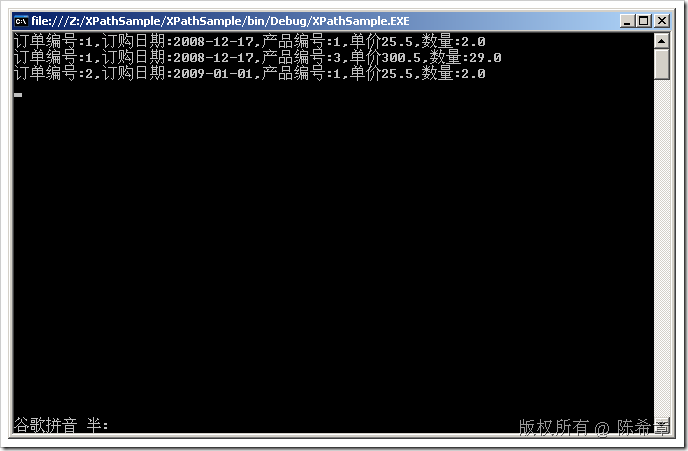 file:///Z:/XPathSample/XPathSample/bin/Debug/XPathSample.EXE
订单编号:1,订购日期:2008-12-17,产品编号:1,单价25.5,数量:2.0
订单编号:1,订购日期:2008-12-17,产品编号:3,单价300.5,数量:29.0
订单编号:2,订购日期:2009-01-01,产品编号:1,单价25.5,数量:2.0
谷歌拼音 半:
版权所有 @ 陈希章